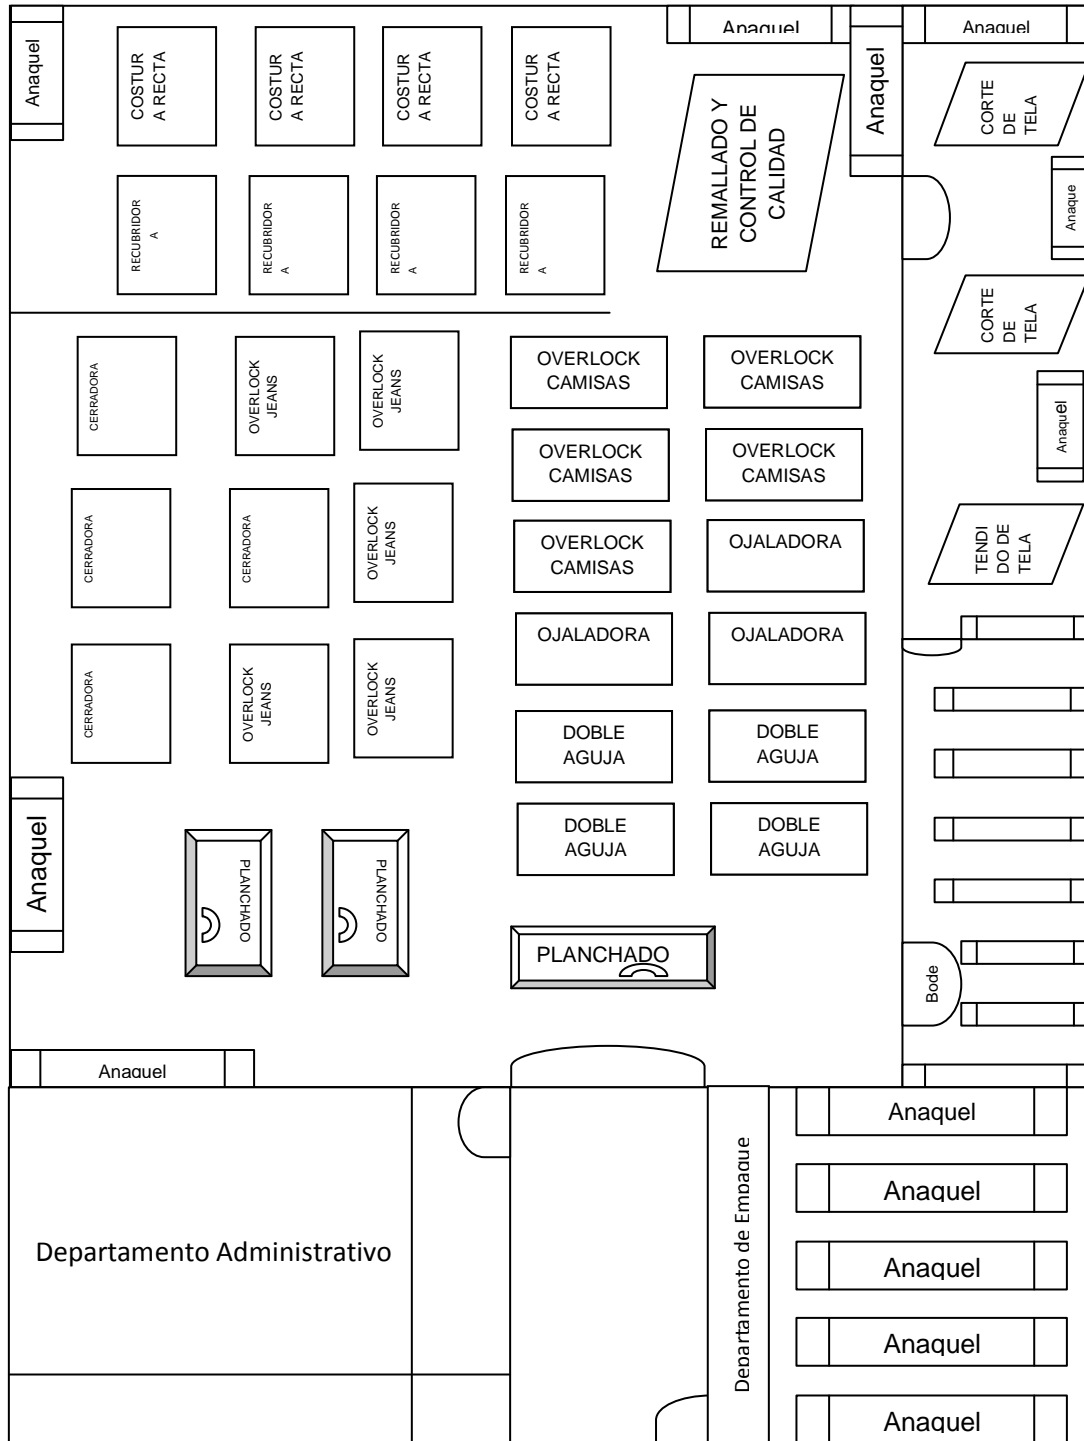 Anaquel
COSTUR
A RECTA
COSTUR
A RECTA
COSTUR
A RECTA
COSTUR
A RECTA
Anaquel
Anaquel
Anaquel
REMALLADO Y
CONTROL DE
CALIDAD
CORTE
DE
TELA
RECUBRIDOR
A
RECUBRIDOR
A
RECUBRIDOR
A
RECUBRIDOR
A
Anaque
CORTE
DE
TELA
CERRADORA
OVERLOCK
JEANS
OVERLOCK
JEANS
OVERLOCK
CAMISAS
OVERLOCK
CAMISAS
Anaquel
OVERLOCK
CAMISAS
OVERLOCK
CAMISAS
CERRADORA
CERRADORA
OVERLOCK
JEANS
OVERLOCK
CAMISAS
OJALADORA
TENDI
DO DE
TELA
OJALADORA
OJALADORA
CERRADORA
OVERLOCK
JEANS
OVERLOCK
JEANS
DOBLE
AGUJA
DOBLE
AGUJA
Anaquel
DOBLE
AGUJA
DOBLE
AGUJA
PLANCHADO
PLANCHADO
PLANCHADO
Bode
Anaquel
Anaquel
Departamento Administrativo
Departamento de Empaque
Anaquel
Anaquel
Anaquel
Anaquel